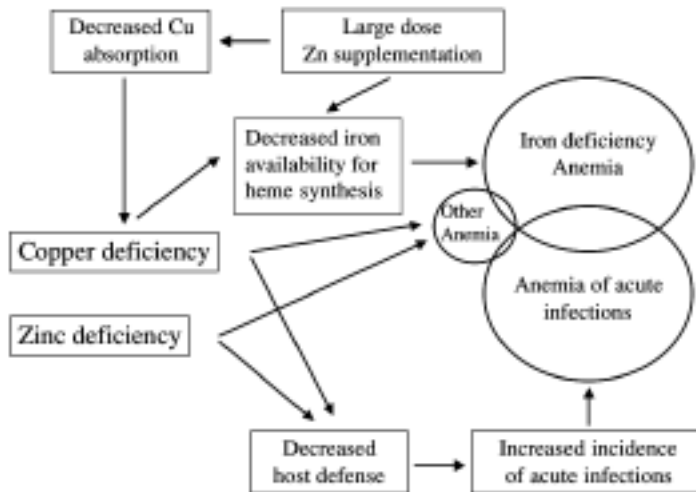 Decreased Cu
absorption
Large dose
Zn supplementation
Decreased iron
availability for
heme synthesis
Iron deficiency
Anemia
Other
Anemia
Copper deficiency
Anemia of acute
infections
Zinc deficiency
Decreased
host defense
Increased incidence
of acute infections